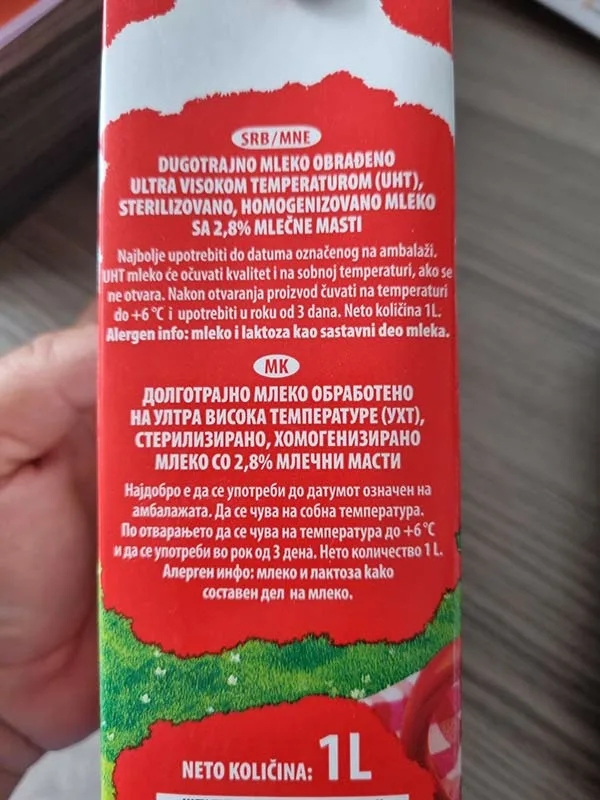 SRB/MNE
DUGOTRAJNO MLEKO OBRAĐENO
ULTRA VISOKOM TEMPERATUROM (UHT),
STERILIZOVANO, HOMOGENIZOVANO MLEKO
SA 2,8% MLEČNE MASTI
Najbolje upotrebiti do datuma označenog na ambalaži.
UHT mleko će očuvati kvalitet i na sobnoj temperaturi, ako se
ne otvara. Nakon otvaranja proizvod čuvati na temperaturi
do +6 °C i upotrebiti u roku od 3 dana. Neto količina 1L.
Alergen info: mleko i laktoza kao sastavni deo mleka.
MK
ДОЛГОТРАЈНО МЛЕКО ОБРАБОТЕНО
НА УЛТРА ВИСОКА ТЕМПЕРАТУРЕ (УХТ),
СТЕРИЛИЗИРАНО, ХОМОГЕНИЗИРАНО
МЛЕКО СО 2,8% МЛЕЧНИ МАСТИ
Најдобро е да се употреби до датумот означен на
амбалажата. Да се чува на собна температура.
По отварањето да се чува на температура до +6 °C
и да се употреби во рок од 3 дена. Нето количество 1 L.
Алерген инфо: млеко и лактоза како
составен дел на млеко.
NETO KOLIČINA: 1L